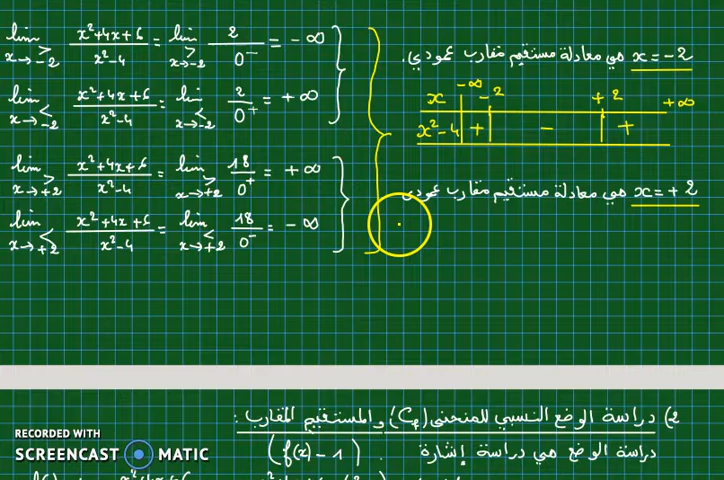 lim x→-2 > (x²+4x+6)/(x²-4) = lim x→-2 > 2/0⁻ = -∞
x=-2 هي معادلة مستقيم مقارب عمودي.
lim x→-2 < (x²+4x+6)/(x²-4) = lim x→-2 < 2/0⁺ = +∞
x -∞ -2 +2 +∞
x²-4 + - +
lim x→+2 > (x²+4x+6)/(x²-4) = lim x→+2 > 18/0⁺ = +∞
x=+2 هي معادلة مستقيم مقارب عمودي
lim x→+2 < (x²+4x+6)/(x²-4) = lim x→+2 < 18/0⁻ = -∞
2) دراسة الوضع النسبي للمنحنى (Cf) والمستقيم المقارب :
دراسة الوضع هي دراسة إشارة (f(x)-1) .
RECORDED WITH
SCREENCAST MATIC